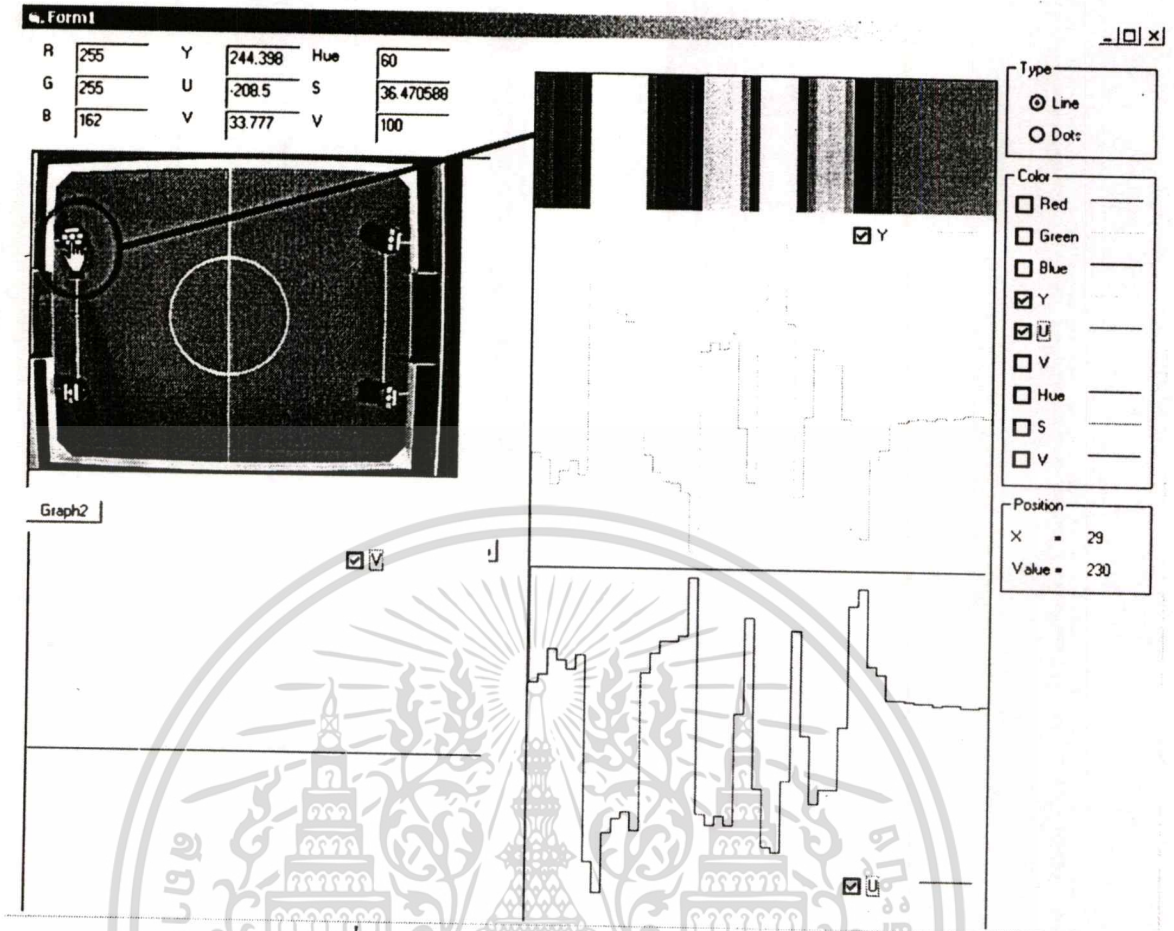 Form1
R 255 Y 244.398 Hue 60
G 255 U -208.5 S 36.470588
B 162 V 33.777 V 100
Type
Line
Dots
Color
Red
Green
Blue
Y
U
V
Hue
S
V
Y
Position
X = 29
Value = 230
Graph2
V
U